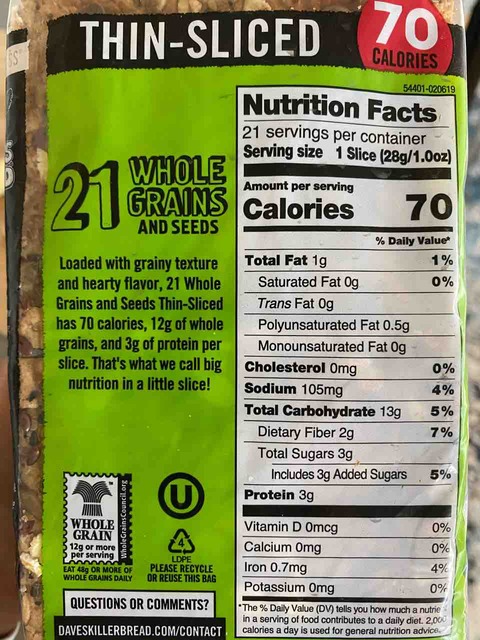 THIN-SLICED
70
CALORIES
54401-020619
21 WHOLE
GRAINS
AND SEEDS
Loaded with grainy texture
and hearty flavor, 21 Whole
Grains and Seeds Thin-Sliced
has 70 calories, 12g of whole
grains, and 3g of protein per
slice. That's what we call big
nutrition in a little slice!
WHOLE
GRAIN
12g or more
per serving
WholeGrainsCouncil.org
EAT 48g OR MORE OF
WHOLE GRAINS DAILY
U
4
LDPE
PLEASE RECYCLE
OR REUSE THIS BAG
QUESTIONS OR COMMENTS?
DAVESKILLERBREAD.COM/CONTACT
Nutrition Facts
21 servings per container
Serving size 1 Slice (28g/1.0oz)
Amount per serving
Calories 70
% Daily Value*
Total Fat 1g 1%
Saturated Fat 0g 0%
Trans Fat 0g
Polyunsaturated Fat 0.5g
Monounsaturated Fat 0g
Cholesterol 0mg 0%
Sodium 105mg 4%
Total Carbohydrate 13g 5%
Dietary Fiber 2g 7%
Total Sugars 3g
Includes 3g Added Sugars 5%
Protein 3g
Vitamin D 0mcg 0%
Calcium 0mg 0%
Iron 0.7mg 4%
Potassium 0mg 0%
*The % Daily Value (DV) tells you how much a
in a serving of food contributes to a daily diet.
calories a day is used for general nutrition advice.